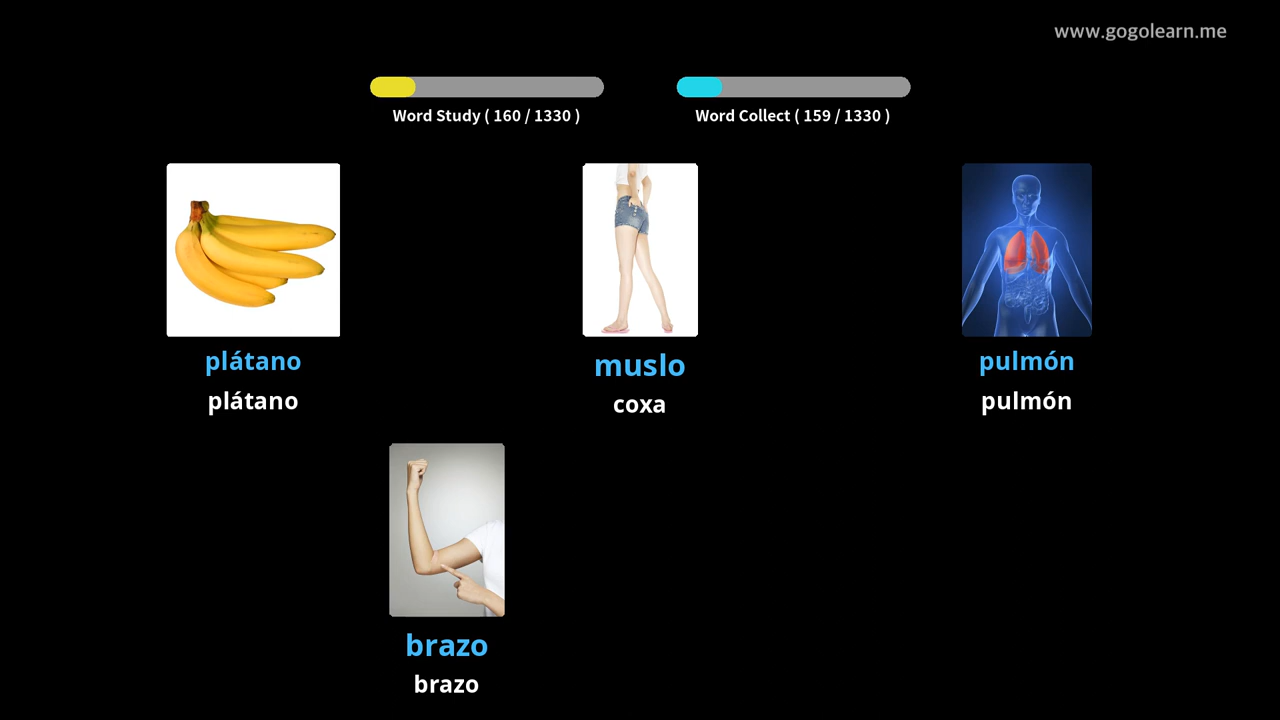 www.gogolearn.me
Word Study ( 160 / 1330 )
Word Collect ( 159 / 1330 )
plátano
plátano
muslo
coxa
pulmón
pulmón
brazo
brazo